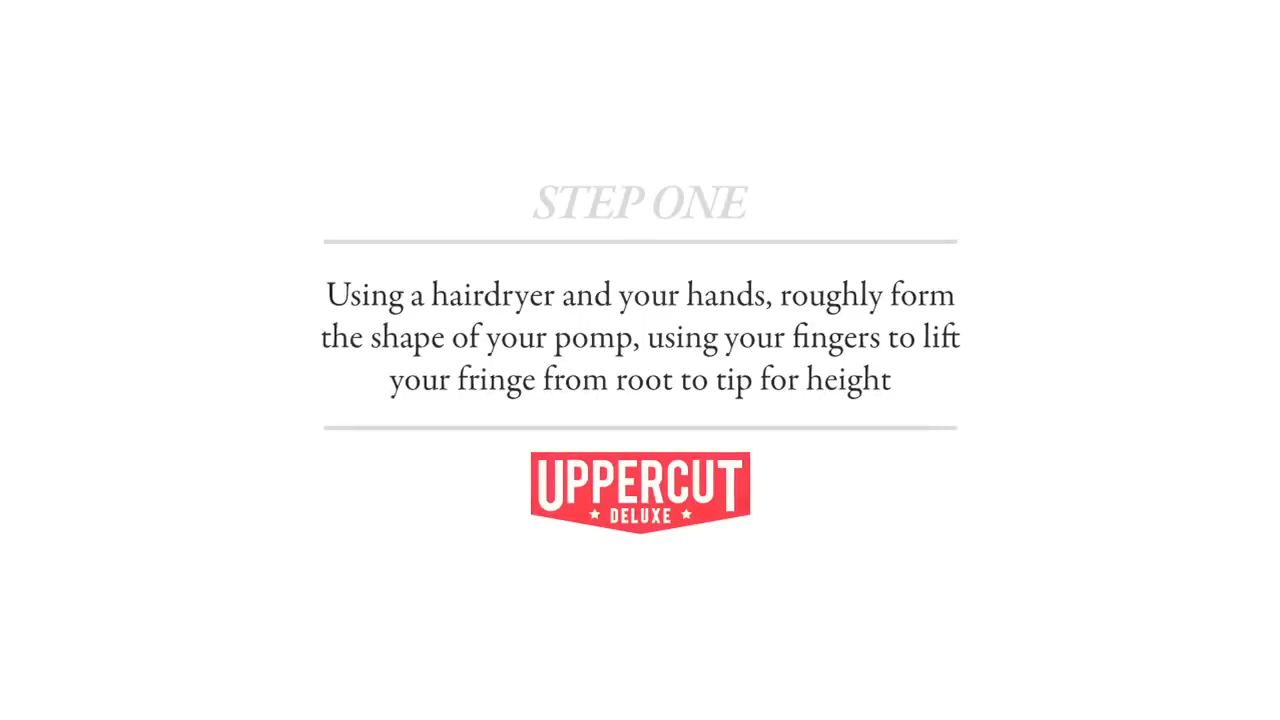 STEP ONE
Using a hairdryer and your hands, roughly form
the shape of your pomp, using your fingers to lift
your fringe from root to tip for height
UPPERCUT
DELUXE